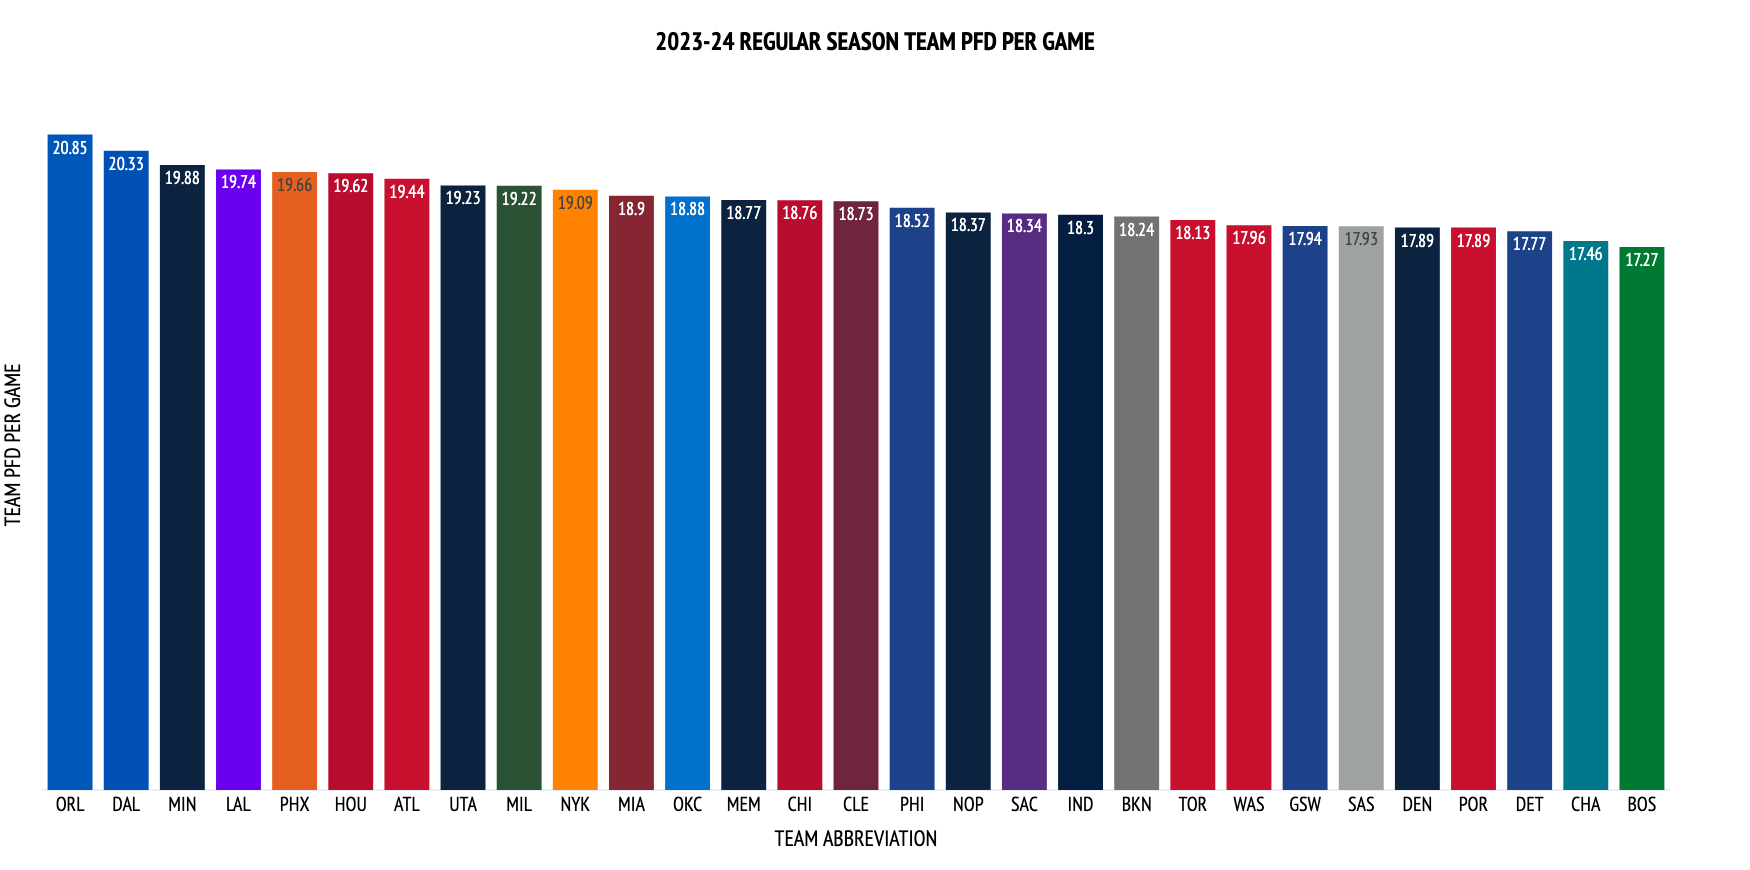 2023-24 REGULAR SEASON TEAM PFD PER GAME
20.85 20.33 19.88 19.74 19.66 19.62 19.44 19.23 19.22 19.09 18.9 18.88 18.77 18.76 18.73 18.52 18.37 18.34 18.3 18.24 18.13 17.96 17.94 17.93 17.89 17.89 17.77 17.46 17.27
TEAM PFD PER GAME
ORL DAL MIN LAL PHX HOU ATL UTA MIL NYK MIA OKC MEM CHI CLE PHI NOP SAC IND BKN TOR WAS GSW SAS DEN POR DET CHA BOS
TEAM ABBREVIATION